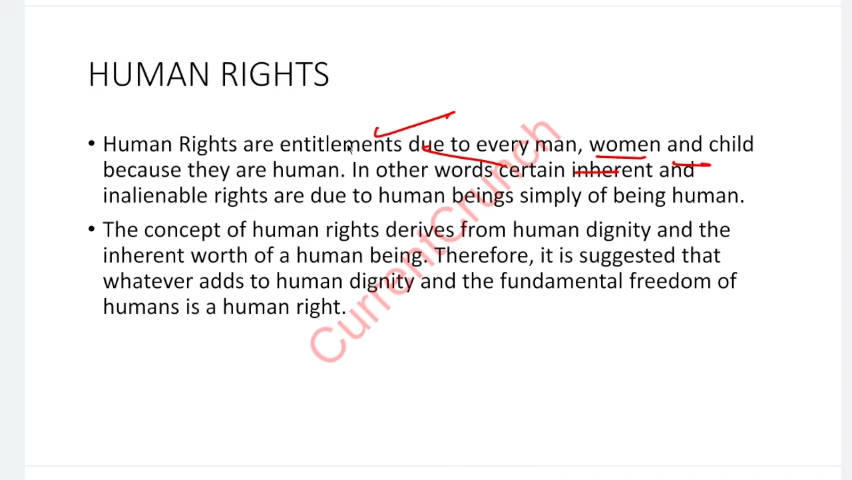 HUMAN RIGHTS
• Human Rights are entitlements due to every man, women and child
because they are human. In other words certain inherent and
inalienable rights are due to human beings simply of being human.
• The concept of human rights derives from human dignity and the
inherent worth of a human being. Therefore, it is suggested that
whatever adds to human dignity and the fundamental freedom of
humans is a human right.
CurrentCrunch